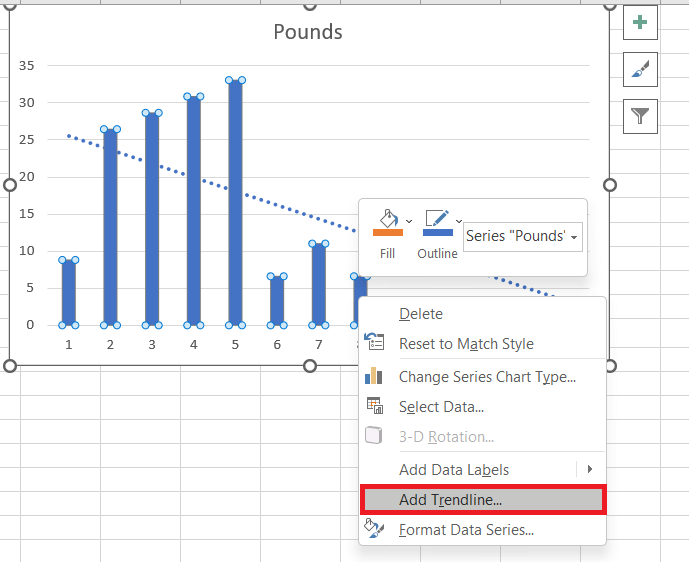 Pounds
35
30
25
20
15
10
5
0
1 2 3 4 5 6 7
Fill Outline Series "Pounds'
Delete
Reset to Match Style
Change Series Chart Type...
Select Data...
3-D Rotation...
Add Data Labels
Add Trendline...
Format Data Series...